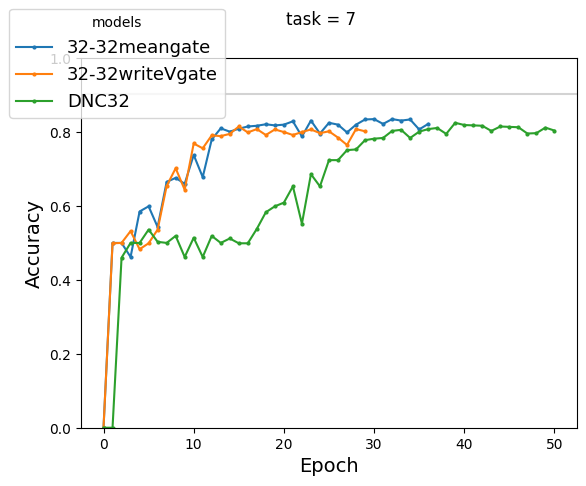 task = 7
models
32-32meangate
32-32writeVgate
DNC32
1.0
0.8
0.6
0.4
0.2
0.0
Accuracy
0 10 20 30 40 50
Epoch